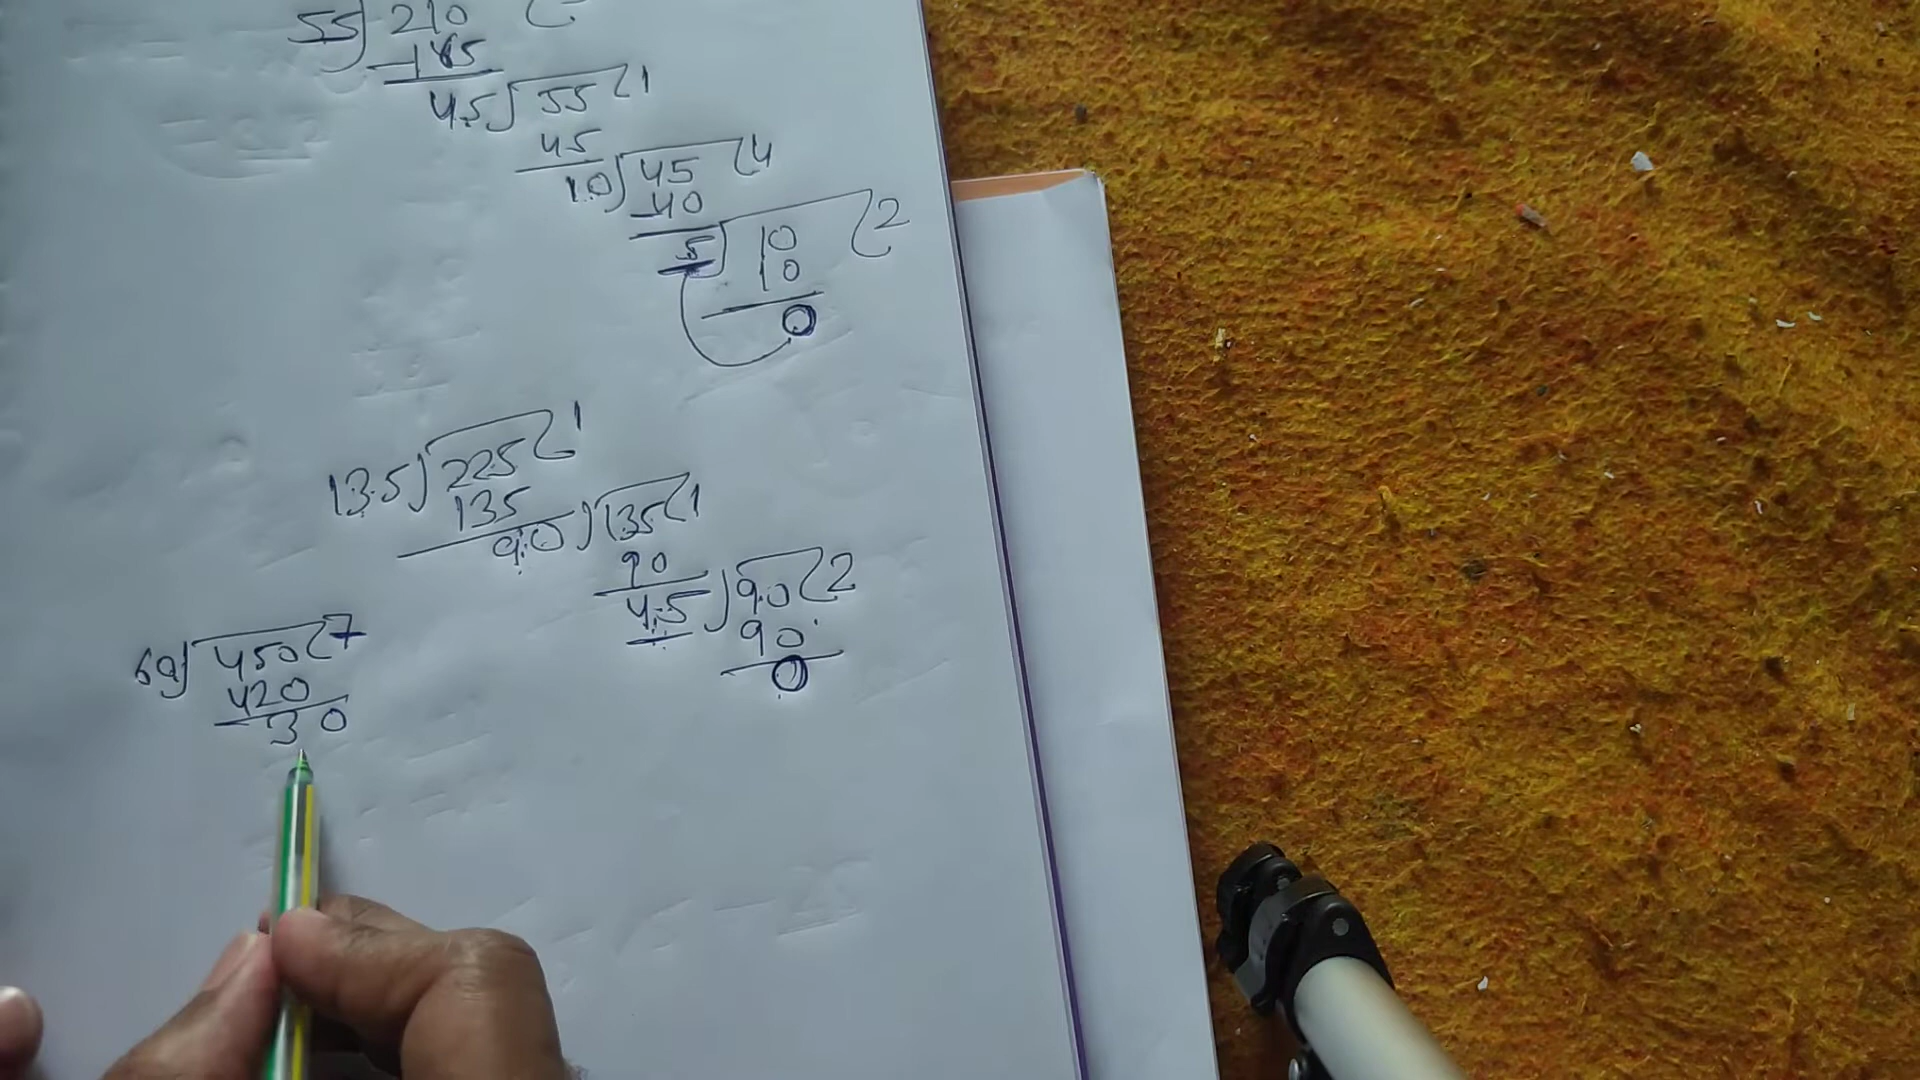 55) 210 (
- 165
45) 55 (1
45
10) 45 (4
- 40
5) 10 (2
10
0
135) 225 (1
135
90) 135 (1
90
45) 90 (2
90
0
60) 450 (7
420
30